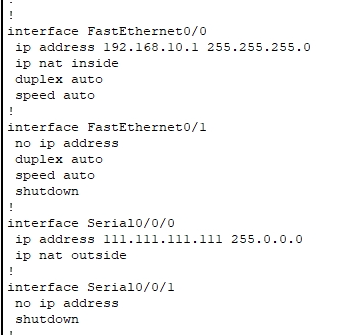 !
interface FastEthernet0/0
 ip address 192.168.10.1 255.255.255.0
 ip nat inside
 duplex auto
 speed auto
!
interface FastEthernet0/1
 no ip address
 duplex auto
 speed auto
 shutdown
!
interface Serial0/0/0
 ip address 111.111.111.111 255.0.0.0
 ip nat outside
!
interface Serial0/0/1
 no ip address
 shutdown
!